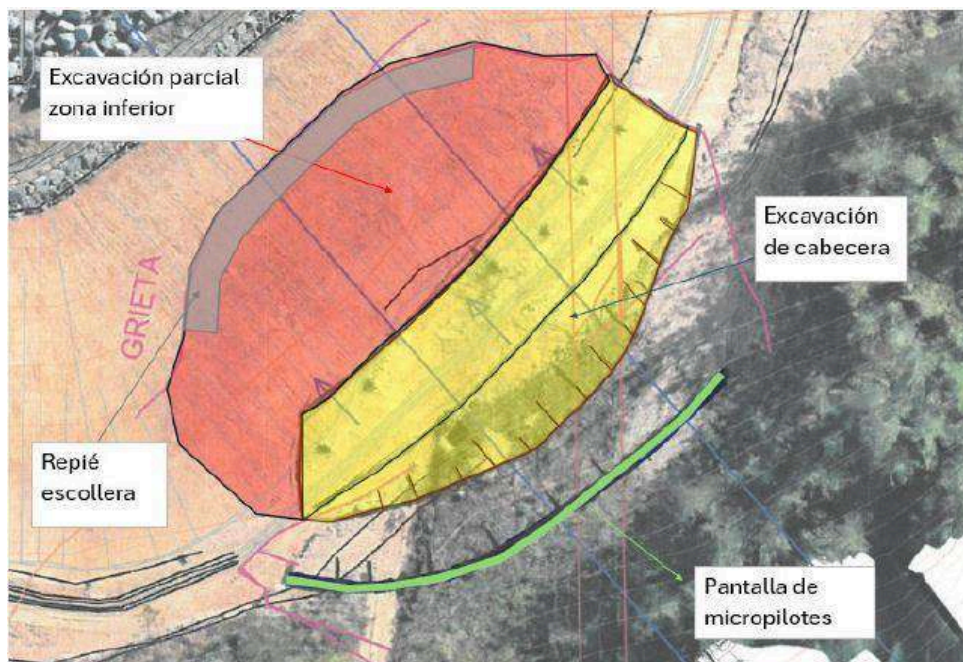 Excavación parcial
zona inferior
Excavación
de cabecera
GRIETA
Repié
escollera
Pantalla de
micropilotes